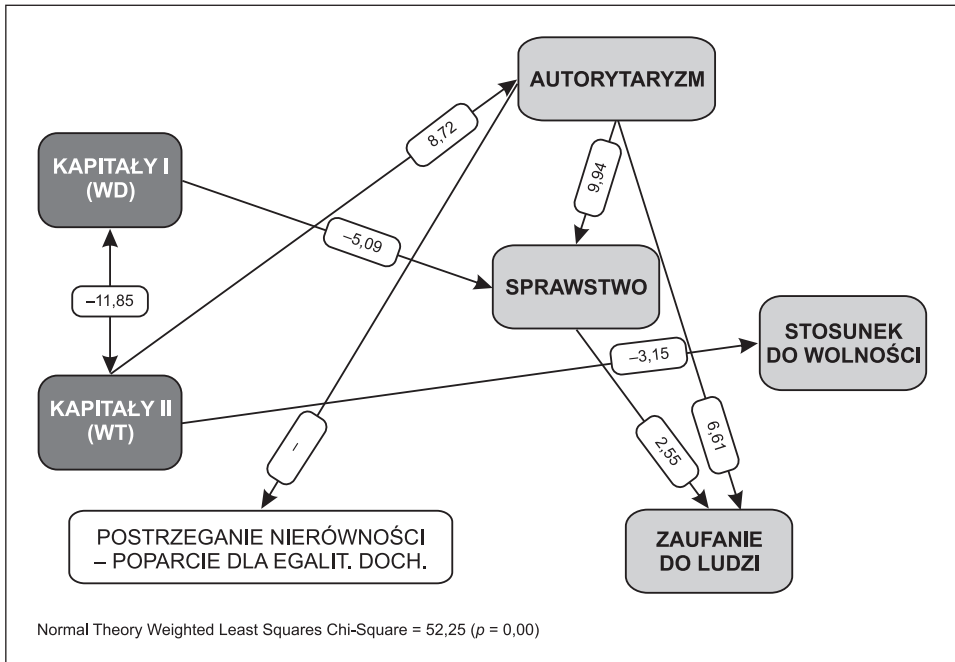 AUTORYTARYZM
8,72
KAPITAŁY I
(WD)
9,94
–5,09
SPRAWSTWO
–11,85
STOSUNEK
DO WOLNOŚCI
–3,15
KAPITAŁY II
(WT)
–
2,55
6,61
POSTRZEGANIE NIERÓWNOŚCI
– POPARCIE DLA EGALIT. DOCH.
ZAUFANIE
DO LUDZI
Normal Theory Weighted Least Squares Chi-Square = 52,25 (p = 0,00)